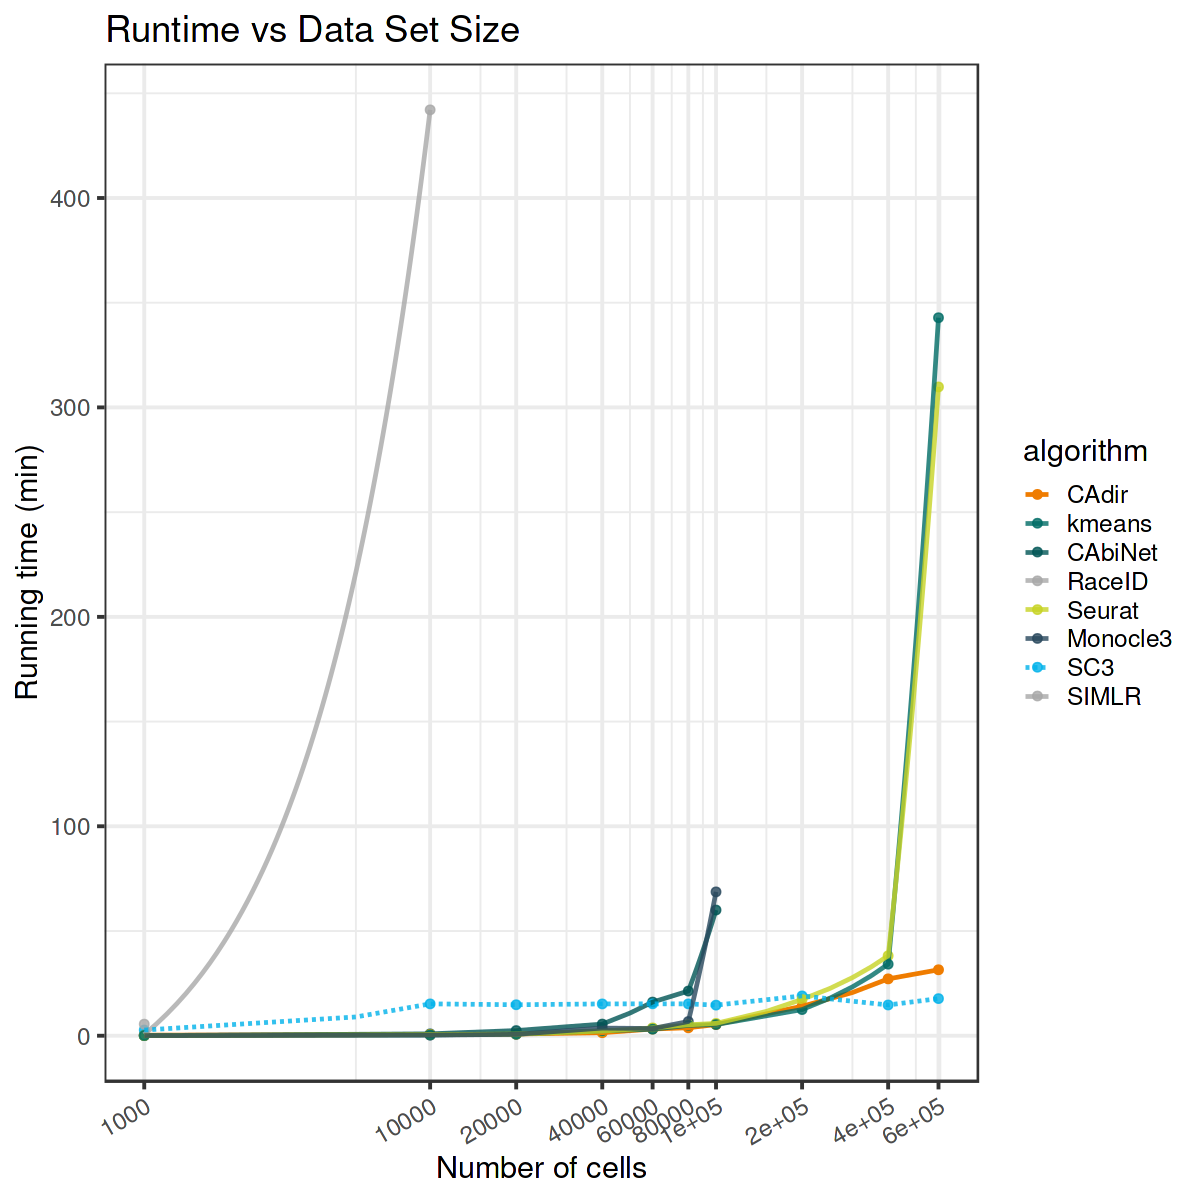 Runtime vs Data Set Size
Running time (min)
400
300
200
100
0
1000
10000
20000
40000
60000
80000
1e+05
2e+05
4e+05
6e+05
Number of cells
algorithm
CAdir
kmeans
CAbiNet
RaceID
Seurat
Monocle3
SC3
SIMLR